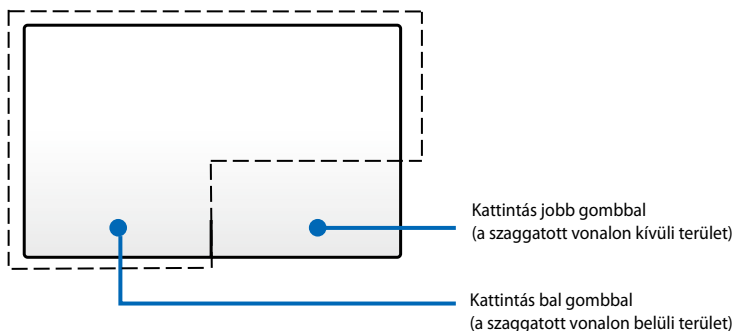 Kattintás jobb gombbal
(a szaggatott vonalon kívüli terület)
Kattintás bal gombbal
(a szaggatott vonalon belüli terület)